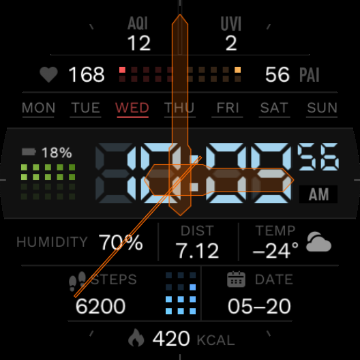 AQI UVI
12 2
168 56 PAI
MON TUE WED THU FRI SAT SUN
18% 10:09 56
AM
HUMIDITY 70% DIST 7.12 TEMP -24°
STEPS 6200 DATE 05–20
420 KCAL